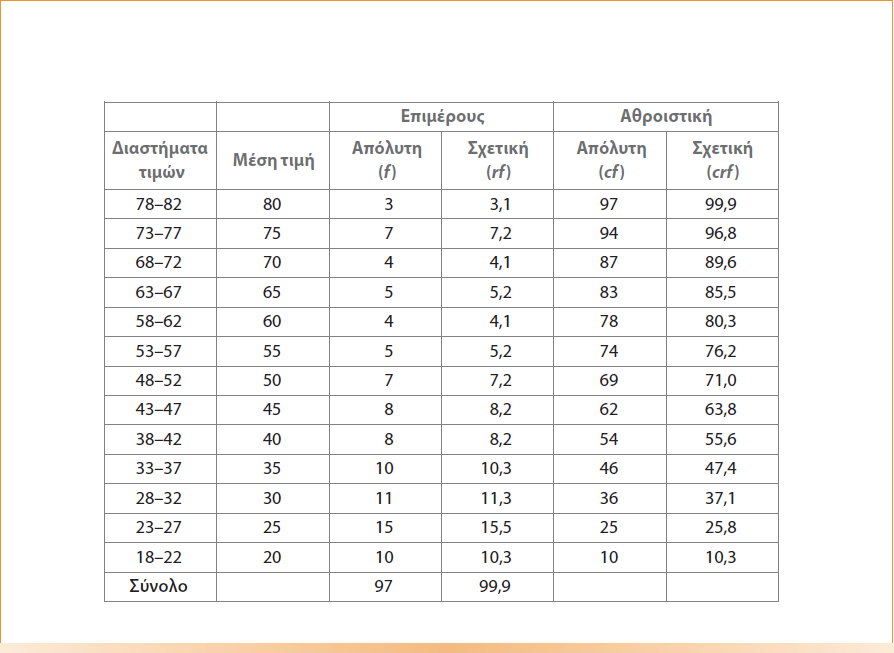 Επιμέρους Αθροιστική
Διαστήματα τιμών Μέση τιμή Απόλυτη (f) Σχετική (rf) Απόλυτη (cf) Σχετική (crf)
78–82 80 3 3,1 97 99,9
73–77 75 7 7,2 94 96,8
68–72 70 4 4,1 87 89,6
63–67 65 5 5,2 83 85,5
58–62 60 4 4,1 78 80,3
53–57 55 5 5,2 74 76,2
48–52 50 7 7,2 69 71,0
43–47 45 8 8,2 62 63,8
38–42 40 8 8,2 54 55,6
33–37 35 10 10,3 46 47,4
28–32 30 11 11,3 36 37,1
23–27 25 15 15,5 25 25,8
18–22 20 10 10,3 10 10,3
Σύνολο 97 99,9